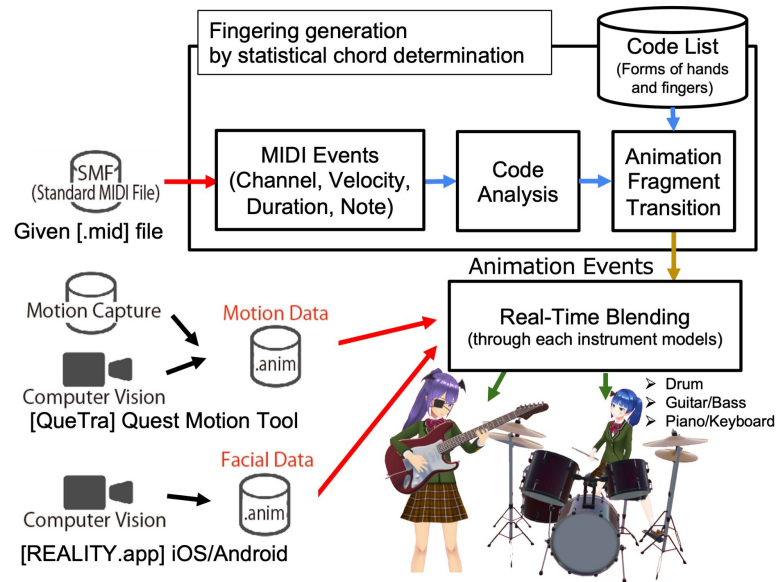 Fingering generation
by statistical chord determination
Code List
(Forms of hands
and fingers)
SMF
(Standard MIDI File)
Given [.mid] file
MIDI Events
(Channel, Velocity,
Duration, Note)
Code
Analysis
Animation
Fragment
Transition
Animation Events
Motion Capture
Motion Data
.anim
Computer Vision
[QueTra] Quest Motion Tool
Real-Time Blending
(through each instrument models)
➢ Drum
➢ Guitar/Bass
➢ Piano/Keyboard
Facial Data
.anim
Computer Vision
[REALITY.app] iOS/Android